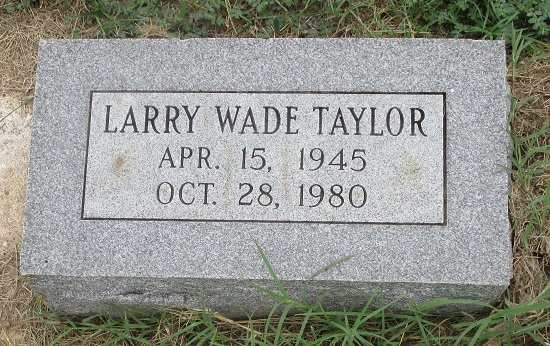 LARRY WADE TAYLOR
APR. 15, 1945
OCT. 28, 1980